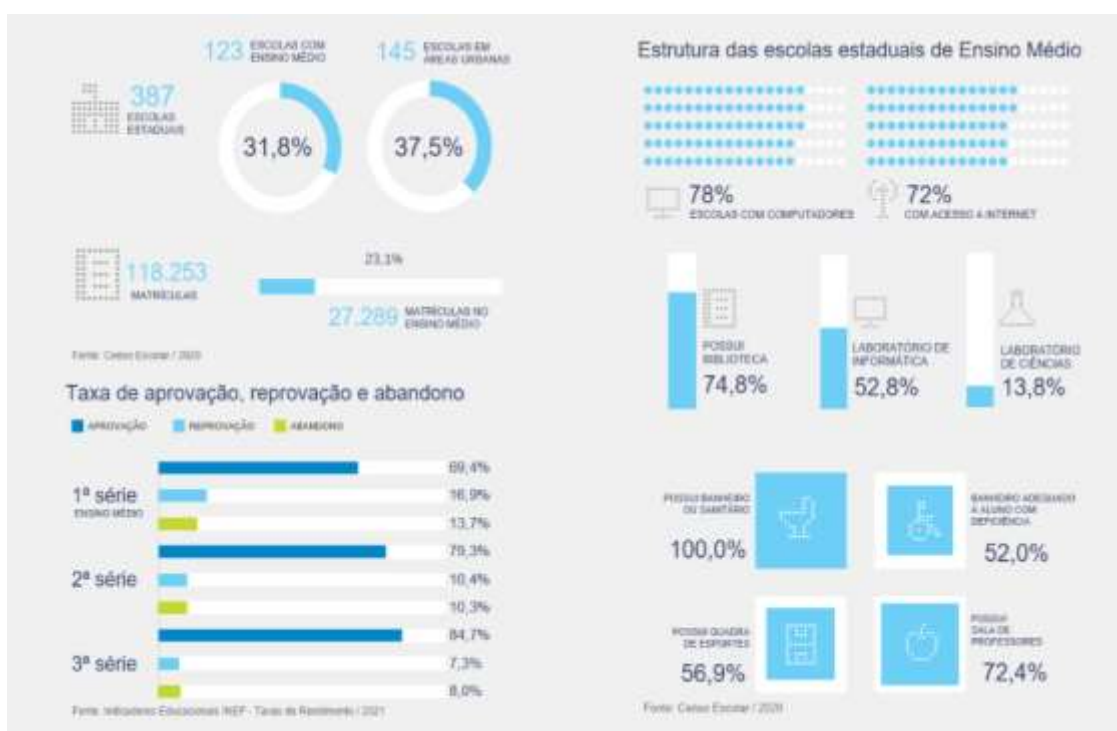 123 ESCOLAS COM
ENSINO MÉDIO
145 ESCOLAS EM
ÁREAS URBANAS
387
ESCOLAS
ESTADUAIS
31,8%
37,5%
118.253
MATRÍCULAS
23,1%
27.289 MATRÍCULAS NO
ENSINO MÉDIO
Fonte: Censo Escolar / 2020
Taxa de aprovação, reprovação e abandono
APROVAÇÃO REPROVAÇÃO ABANDONO
1ª série
ENSINO MÉDIO
69,4%
16,9%
13,7%
2ª série
79,3%
10,4%
10,3%
3ª série
84,7%
7,3%
8,0%
Fonte: Indicadores Educacionais INEP - Taxas de Rendimento / 2021
Estrutura das escolas estaduais de Ensino Médio
78%
ESCOLAS COM COMPUTADORES
72%
COM ACESSO A INTERNET
POSSUI
BIBLIOTECA
74,8%
LABORATÓRIO DE
INFORMÁTICA
52,8%
LABORATÓRIO
DE CIÊNCIAS
13,8%
POSSUI BANHEIRO
OU SANITÁRIO
100,0%
BANHEIRO ADEQUADO
A ALUNO COM
DEFICIÊNCIA
52,0%
POSSUI QUADRA
DE ESPORTES
56,9%
POSSUI
SALA DE
PROFESSORES
72,4%
Fonte: Censo Escolar / 2020